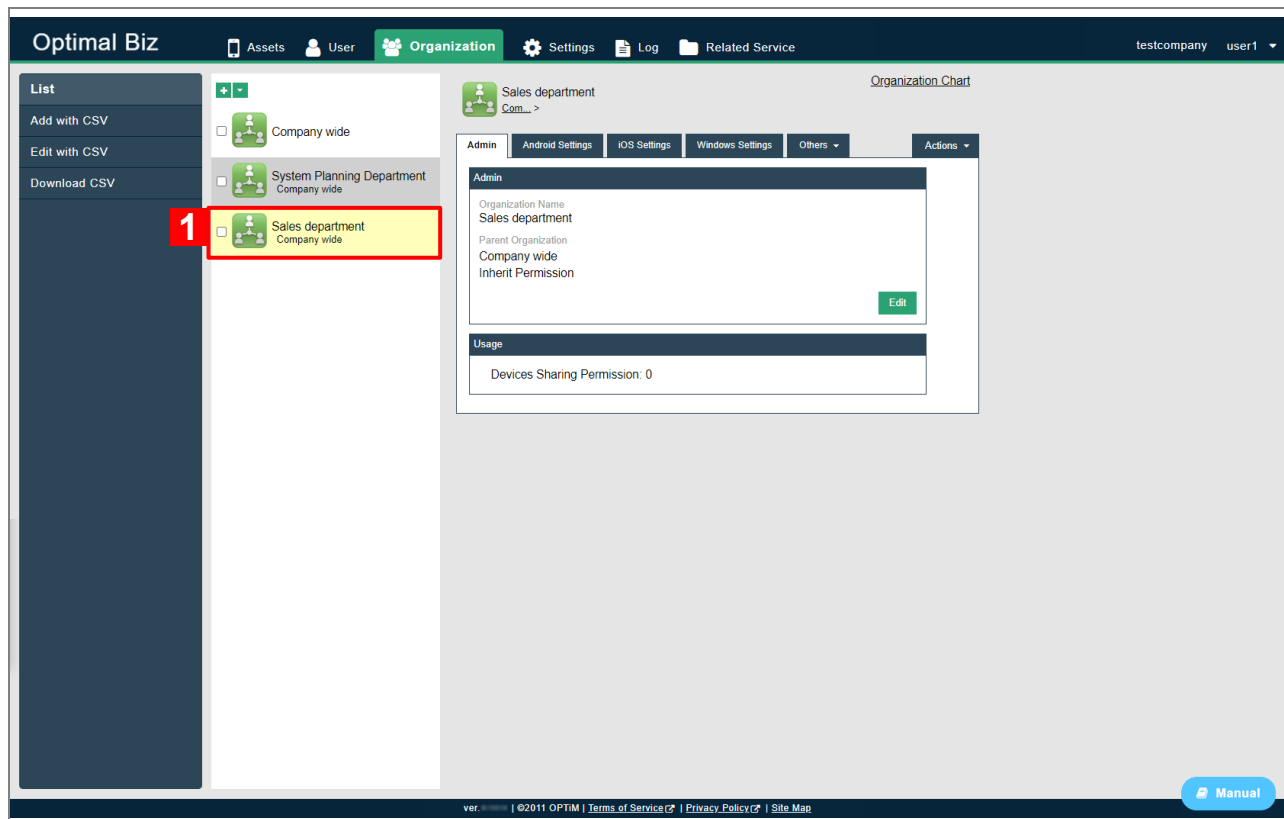 Optimal Biz
Assets User Organization Settings Log Related Service testcompany user1
List
Add with CSV
Edit with CSV
Download CSV
Company wide
System Planning Department
Company wide
1
Sales department
Company wide
Sales department
Com... >
Organization Chart
Admin Android Settings iOS Settings Windows Settings Others Actions
Admin
Organization Name
Sales department
Parent Organization
Company wide
Inherit Permission
Edit
Usage
Devices Sharing Permission: 0
Manual
ver. | ©2011 OPTiM | Terms of Service | Privacy Policy | Site Map